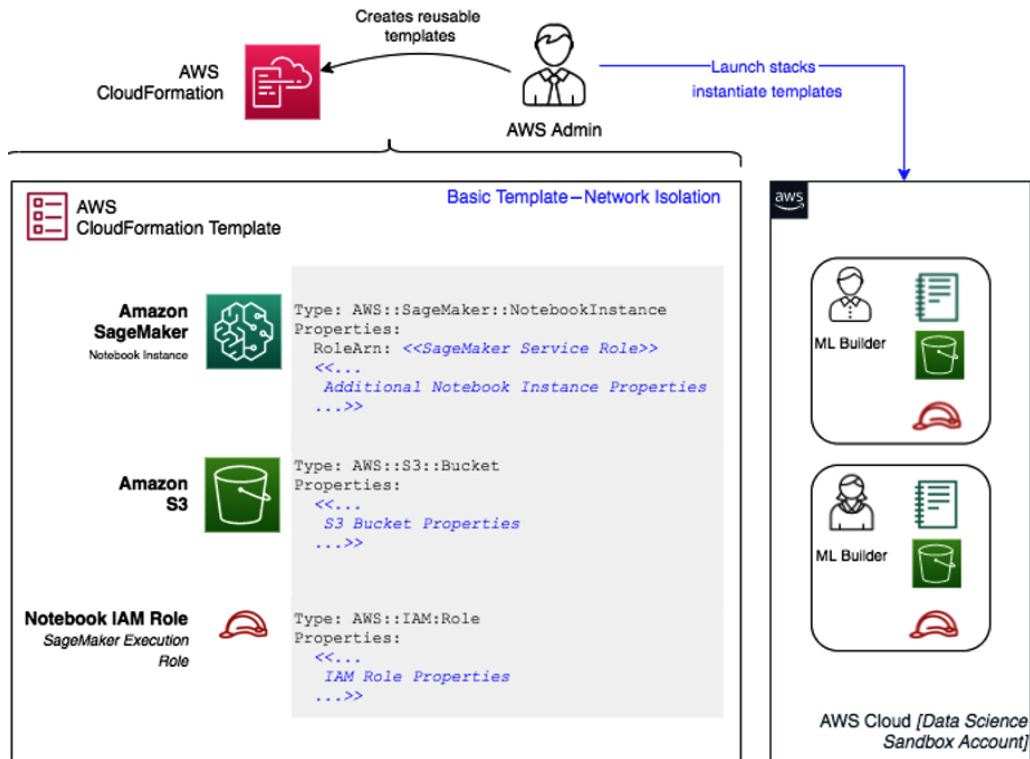 Creates reusable
templates
AWS
CloudFormation
AWS Admin
Launch stacks
instantiate templates
AWS
CloudFormation Template
Basic Template–Network Isolation
Amazon
SageMaker
Notebook Instance
Type: AWS::SageMaker::NotebookInstance
Properties:
RoleArn: <<SageMaker Service Role>>
<<...
Additional Notebook Instance Properties
...>>
Amazon
S3
Type: AWS::S3::Bucket
Properties:
<<...
S3 Bucket Properties
...>>
Notebook IAM Role
SageMaker Execution
Role
Type: AWS::IAM:Role
Properties:
<<...
IAM Role Properties
...>>
aws
ML Builder
ML Builder
AWS Cloud [Data Science
Sandbox Account]